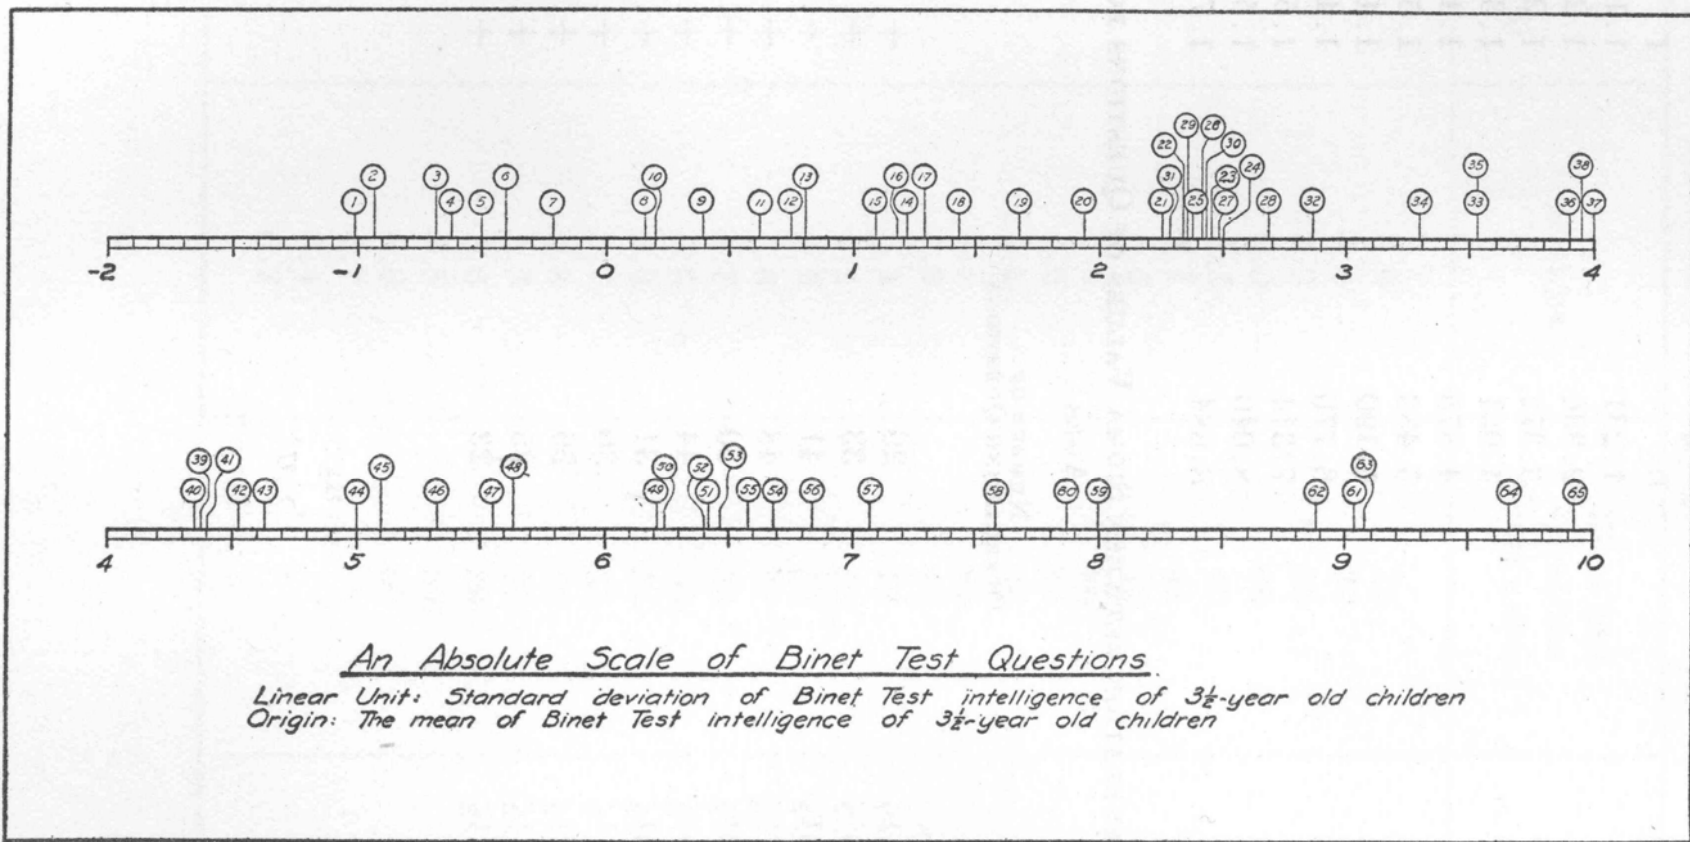 29 28
22 30
2 3 6 10 13 16 17 31 23 24 35 38
1 4 5 7 8 9 11 12 15 14 18 19 20 21 25 27 28 32 34 33 36 37
-2 -1 0 1 2 3 4
39 41 45 48 50 52 53 63
40 42 43 44 46 47 49 51 55 54 56 57 58 60 59 62 61 64 65
4 5 6 7 8 9 10
An Absolute Scale of Binet Test Questions
Linear Unit: Standard deviation of Binet Test intelligence of 3½-year old children
Origin: The mean of Binet Test intelligence of 3½-year old children